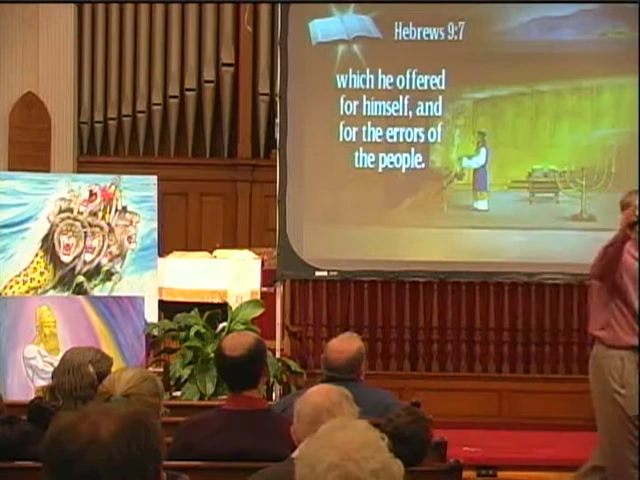 Hebrews 9:7
which he offered
for himself, and
for the errors of
the people.